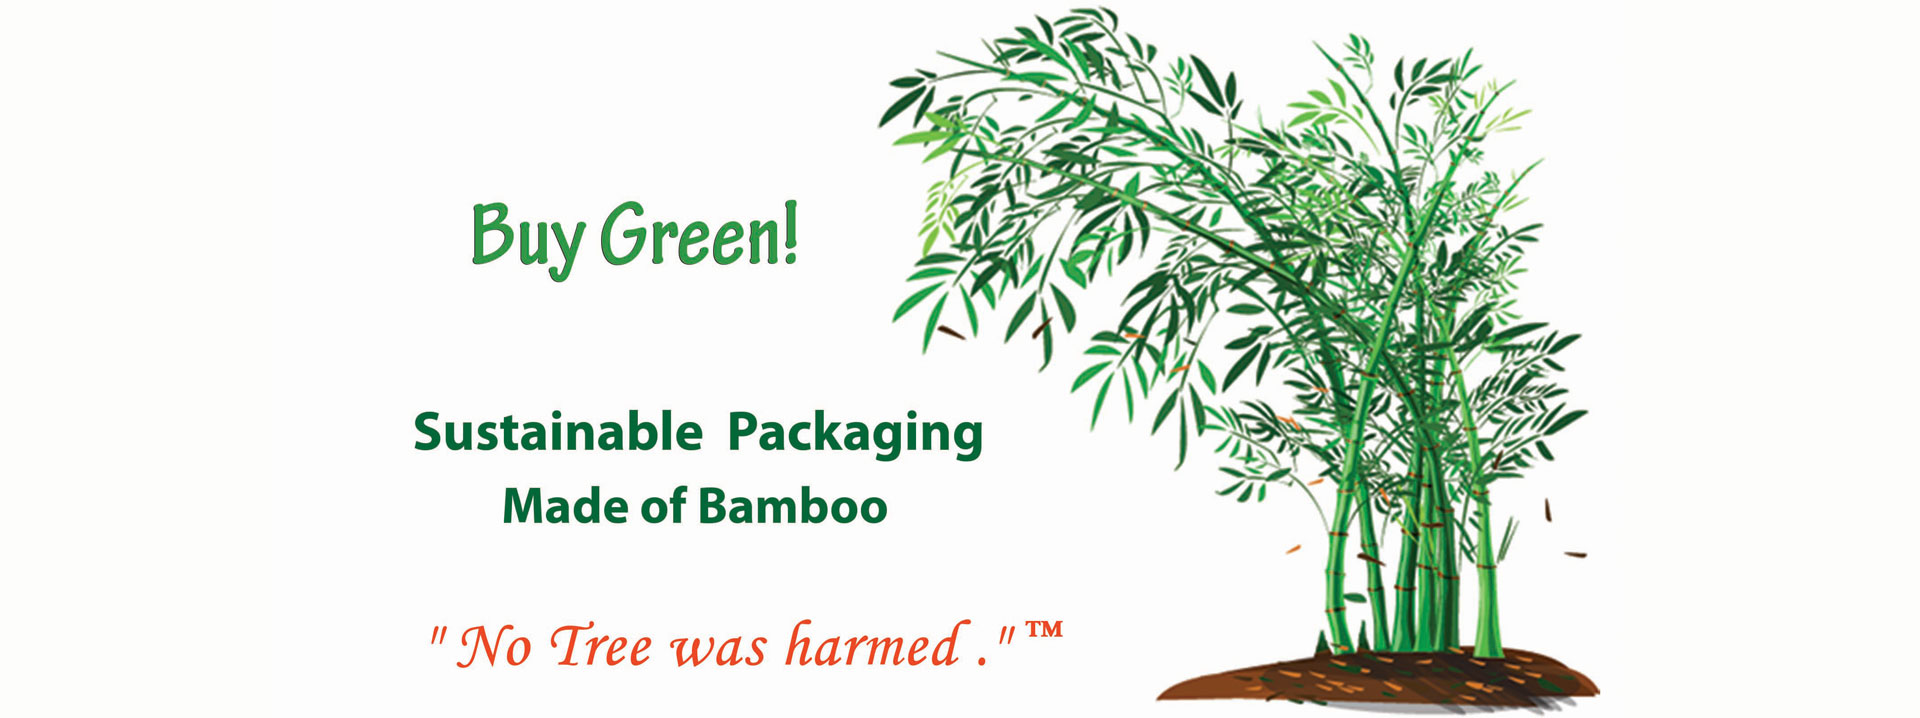 Buy Green!
Sustainable Packaging
Made of Bamboo
"No Tree was harmed ."™